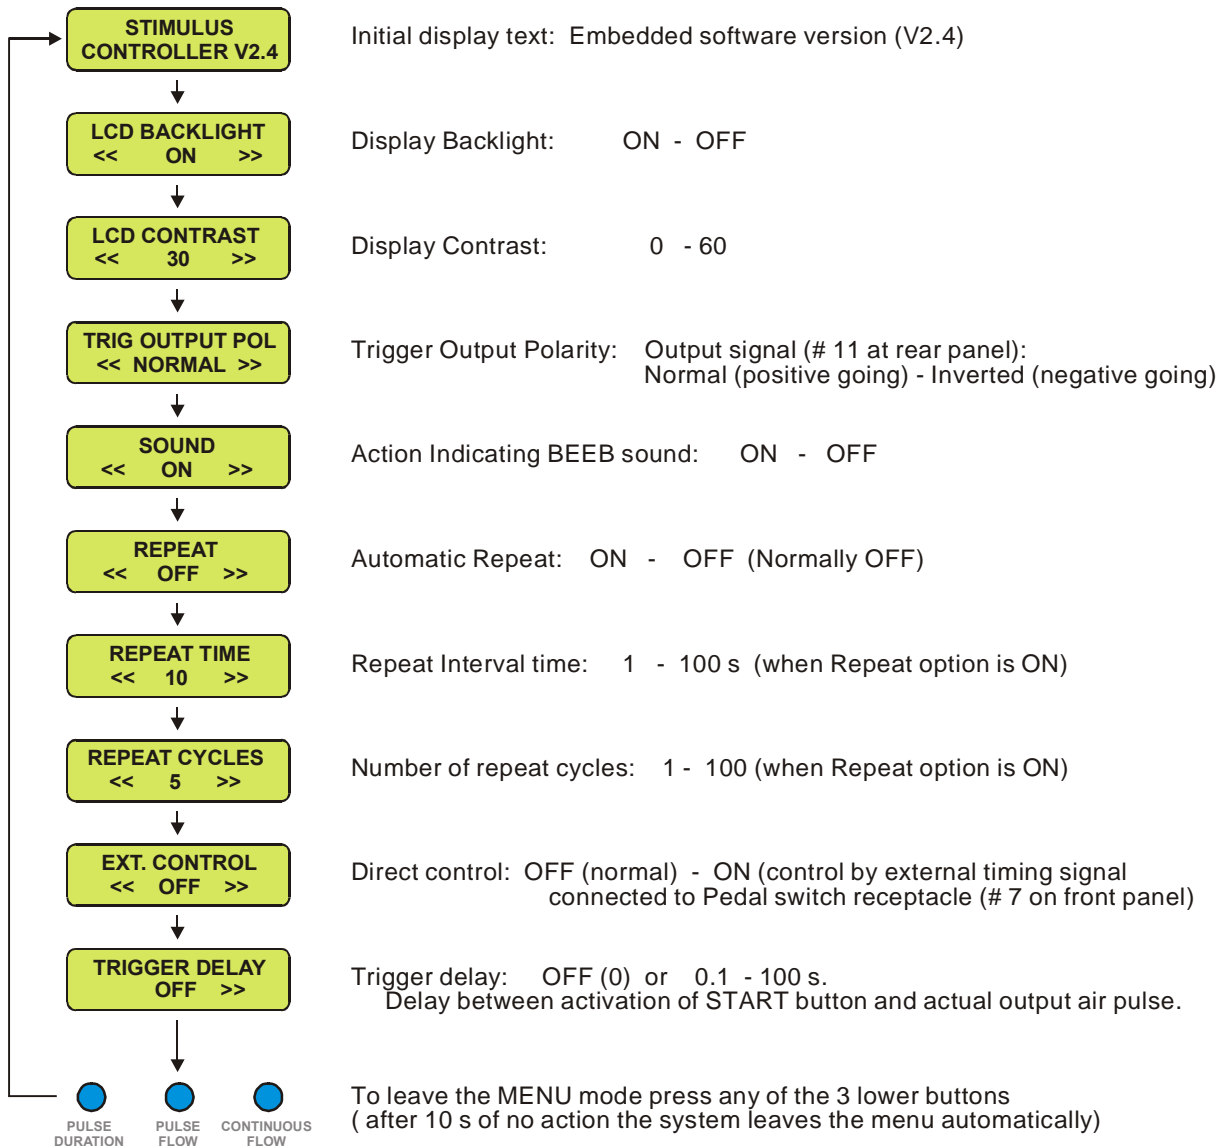 STIMULUS
CONTROLLER V2.4
Initial display text: Embedded software version (V2.4)
LCD BACKLIGHT
<< ON >>
Display Backlight: ON - OFF
LCD CONTRAST
<< 30 >>
Display Contrast: 0 - 60
TRIG OUTPUT POL
<< NORMAL >>
Trigger Output Polarity: Output signal (# 11 at rear panel):
Normal (positive going) - Inverted (negative going)
SOUND
<< ON >>
Action Indicating BEEB sound: ON - OFF
REPEAT
<< OFF >>
Automatic Repeat: ON - OFF (Normally OFF)
REPEAT TIME
<< 10 >>
Repeat Interval time: 1 - 100 s (when Repeat option is ON)
REPEAT CYCLES
<< 5 >>
Number of repeat cycles: 1 - 100 (when Repeat option is ON)
EXT. CONTROL
<< OFF >>
Direct control: OFF (normal) - ON (control by external timing signal
connected to Pedal switch receptacle (# 7 on front panel)
TRIGGER DELAY
OFF >>
Trigger delay: OFF (0) or 0.1 - 100 s.
Delay between activation of START button and actual output air pulse.
To leave the MENU mode press any of the 3 lower buttons
( after 10 s of no action the system leaves the menu automatically)
PULSE
DURATION
PULSE
FLOW
CONTINUOUS
FLOW